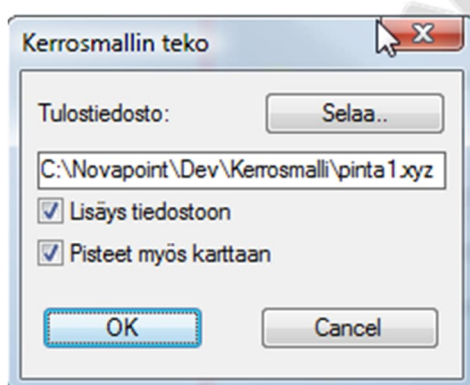 Kerrosmallin teko
Tulostiedosto:
Selaa..
C:\Novapoint\Dev\Kerrosmalli\pinta1.xyz
Lisäys tiedostoon
Pisteet myös karttaan
OK
Cancel